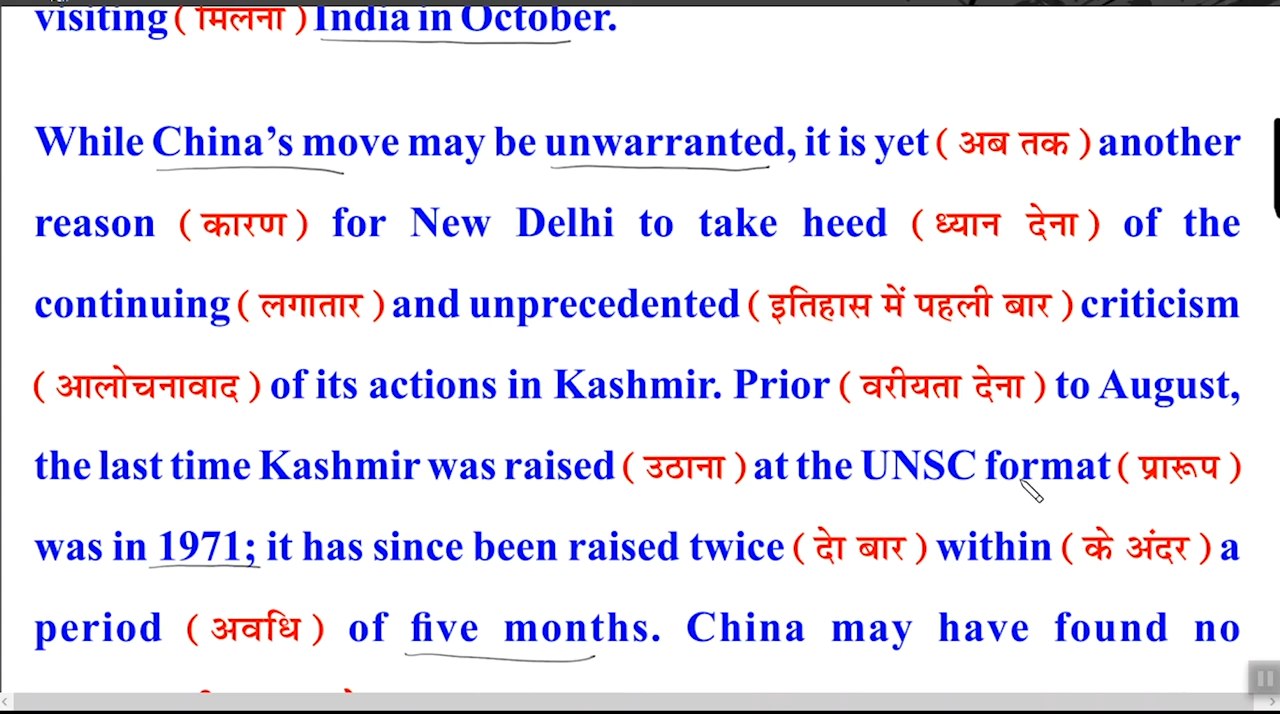 visiting ( मिलना ) India in October.
While China’s move may be unwarranted, it is yet ( अब तक ) another
reason ( कारण ) for New Delhi to take heed ( ध्यान देना ) of the
continuing ( लगातार ) and unprecedented ( इतिहास में पहली बार ) criticism
( आलोचनावाद ) of its actions in Kashmir. Prior ( वरीयता देना ) to August,
the last time Kashmir was raised ( उठाना ) at the UNSC format ( प्रारूप )
was in 1971; it has since been raised twice ( दो बार ) within ( के अंदर ) a
period ( अवधि ) of five months. China may have found no